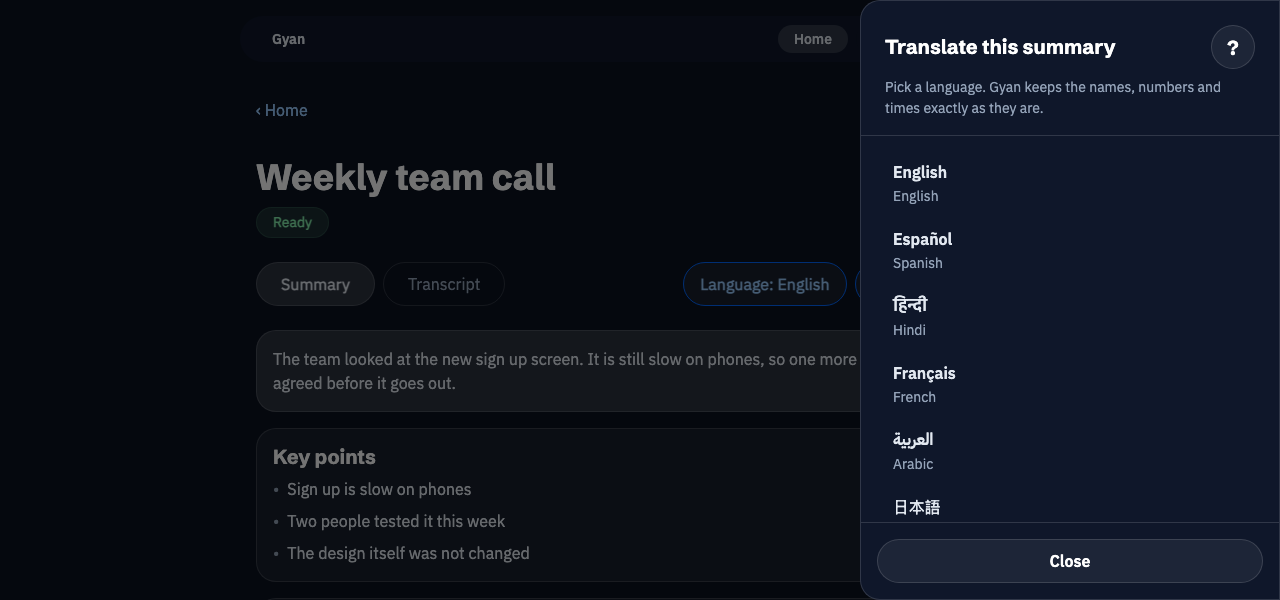 Gyan
Home
‹ Home
Weekly team call
Ready
Summary
Transcript
Language: English
The team looked at the new sign up screen. It is still slow on phones, so one more
agreed before it goes out.
Key points
• Sign up is slow on phones
• Two people tested it this week
• The design itself was not changed
Translate this summary
?
Pick a language. Gyan keeps the names, numbers and
times exactly as they are.
English
English
Español
Spanish
हिन्दी
Hindi
Français
French
العربية
Arabic
日本語
Close